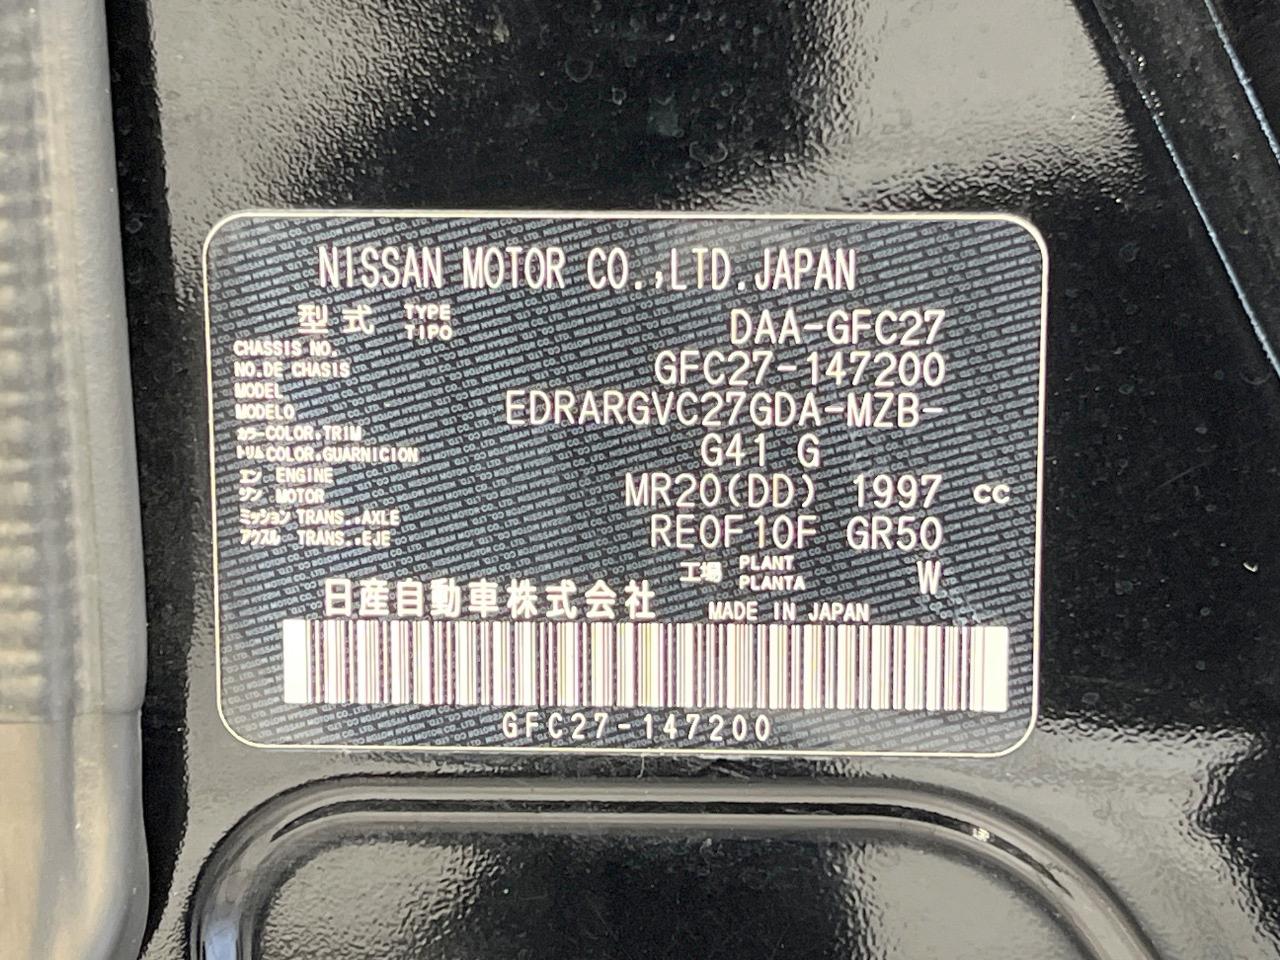 NISSAN MOTOR CO.,LTD.JAPAN
型式 TYPE TIPO DAA-GFC27
CHASSIS NO.
NO.DE CHASIS GFC27-147200
MODEL
MODELO EDRARGVC27GDA-MZB-
カラー COLOR.TRIM
トリム COLOR.GUARNICION G41 G
エン ENGINE
ジン MOTOR MR20(DD) 1997 CC
ミッション TRANS..AXLE
アクスル TRANS..EJE RE0F10F GR50
工場 PLANT PLANTA W
日産自動車株式会社 MADE IN JAPAN
GFC27-147200